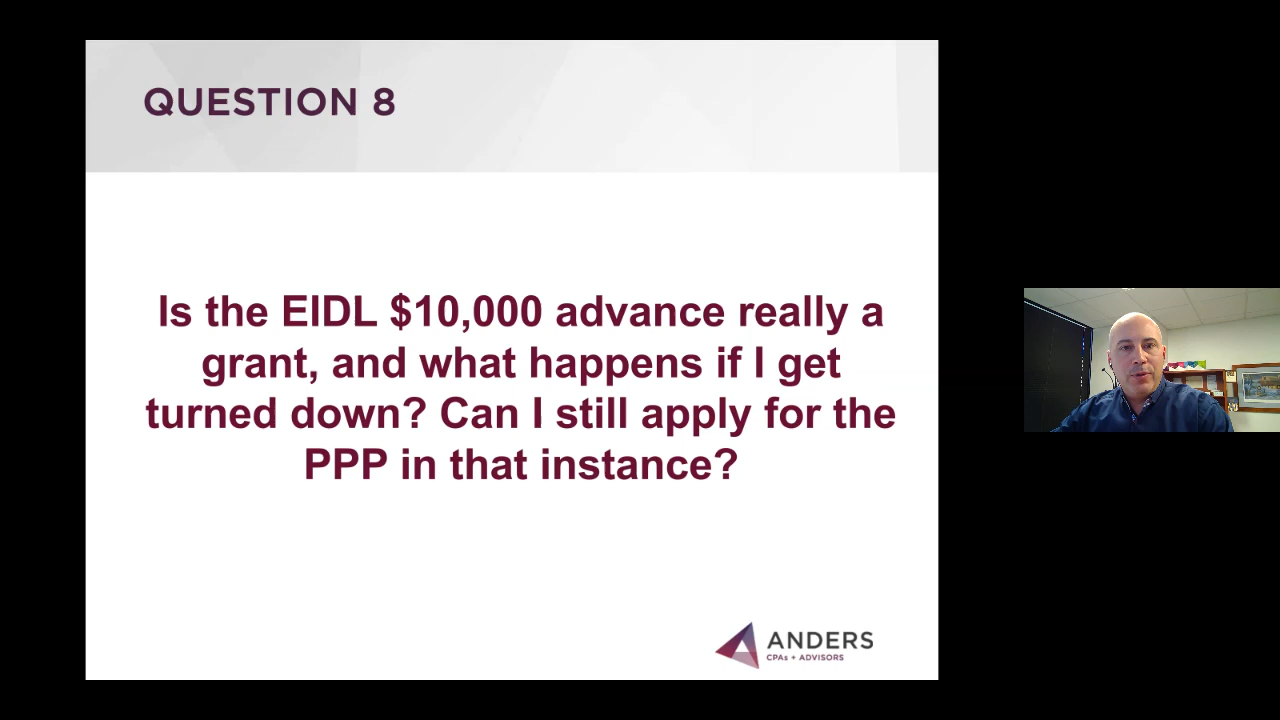 QUESTION 8
Is the EIDL $10,000 advance really a
grant, and what happens if I get
turned down? Can I still apply for the
PPP in that instance?
ANDERS
CPAs + ADVISORS